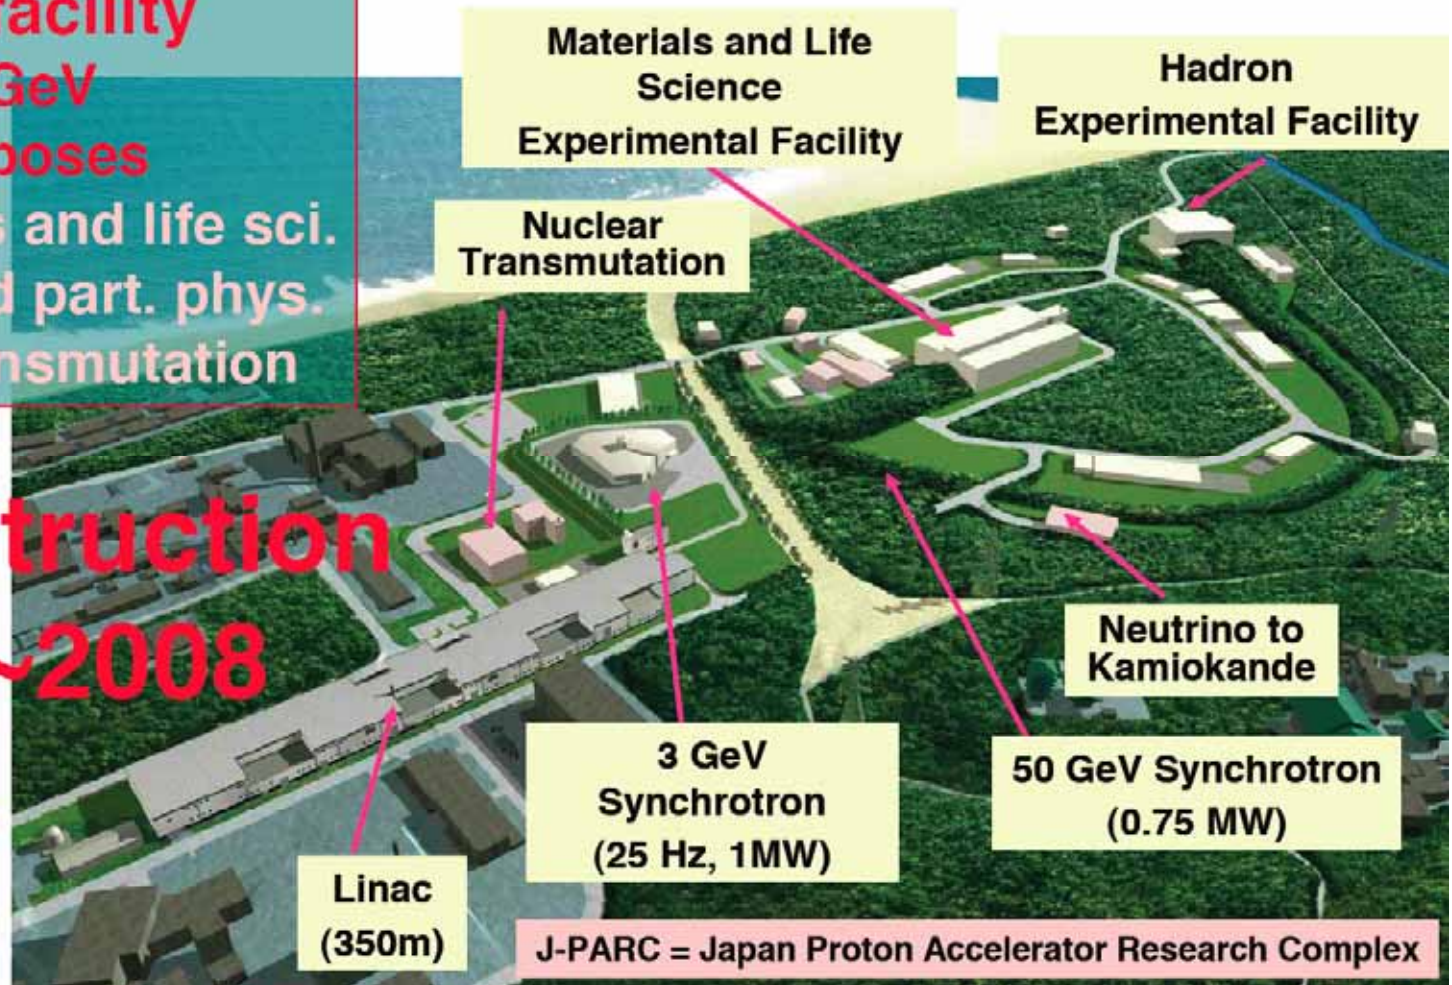 facility
GeV
poses
s and life sci.
d part. phys.
nsmutation
truction
~2008
Materials and Life
Science
Experimental Facility
Hadron
Experimental Facility
Nuclear
Transmutation
Neutrino to
Kamiokande
3 GeV
Synchrotron
(25 Hz, 1MW)
50 GeV Synchrotron
(0.75 MW)
Linac
(350m)
J-PARC = Japan Proton Accelerator Research Complex